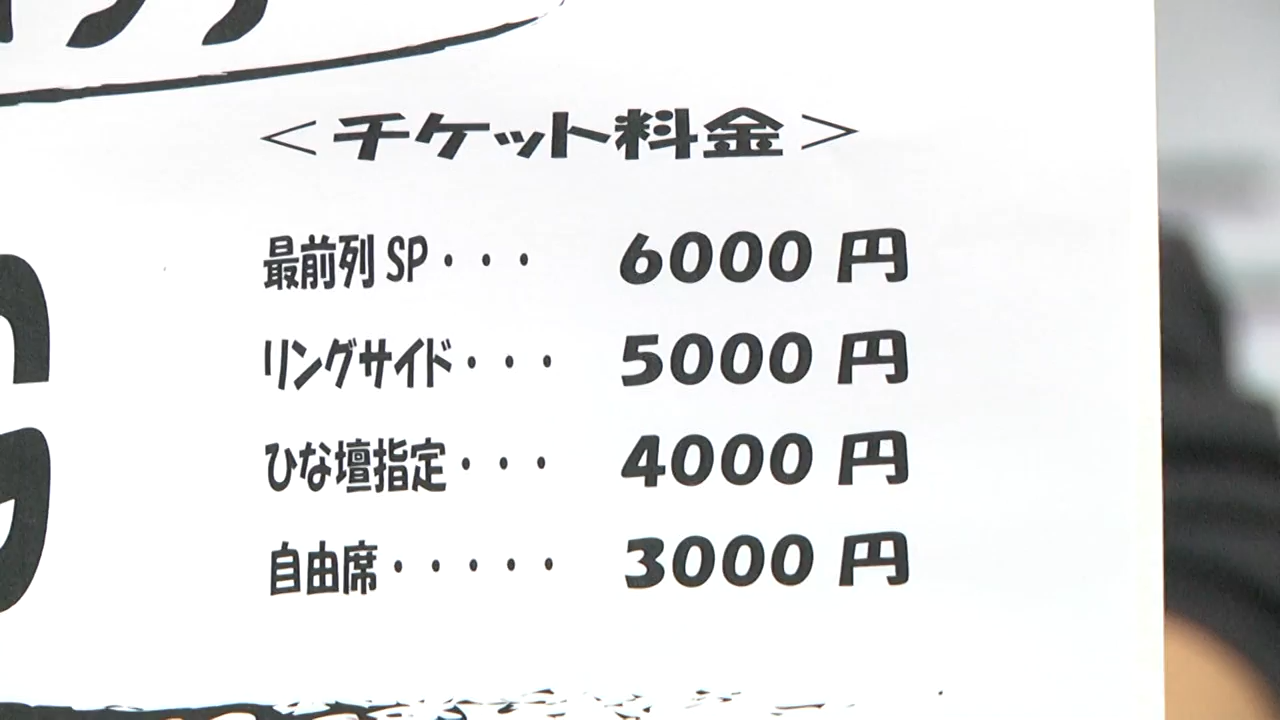 ＜チケット料金＞
最前列SP・・・ 6000円
リングサイド・・・ 5000円
ひな壇指定・・・ 4000円
自由席・・・・・ 3000円